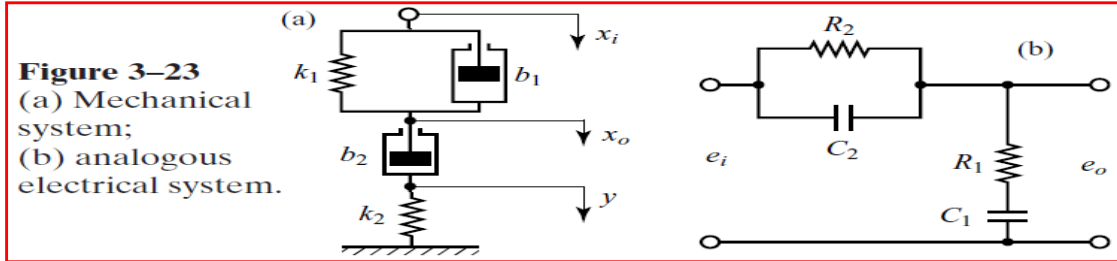 Figure 3–23
(a) Mechanical
system;
(b) analogous
electrical system.
(a)
x_i
k_1
b_1
x_o
b_2
y
k_2
R_2
(b)
C_2
e_i
R_1
e_o
C_1